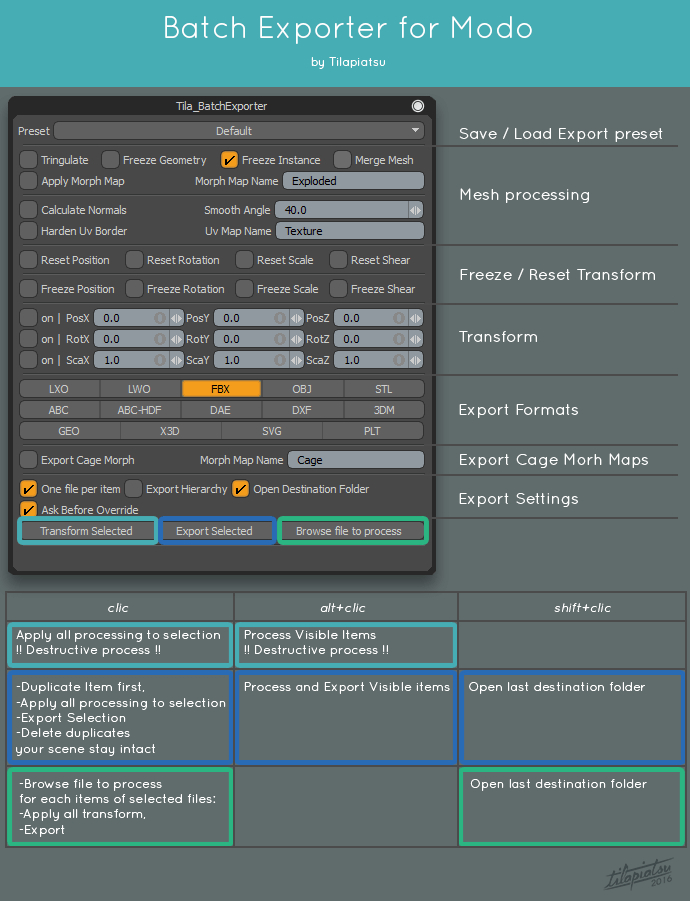 Batch Exporter for Modo
by Tilapiatsu
Tila_BatchExporter
Preset Default
Save / Load Export preset
Tringulate Freeze Geometry Freeze Instance Merge Mesh
Apply Morph Map Morph Map Name Exploded
Mesh processing
Calculate Normals Smooth Angle 40.0
Harden Uv Border Uv Map Name Texture
Reset Position Reset Rotation Reset Scale Reset Shear
Freeze / Reset Transform
Freeze Position Freeze Rotation Freeze Scale Freeze Shear
on | PosX 0.0 PosY 0.0 PosZ 0.0
on | RotX 0.0 RotY 0.0 RotZ 0.0
Transform
on | ScaX 1.0 ScaY 1.0 ScaZ 1.0
LXO LWO FBX OBJ STL
ABC ABC-HDF DAE DXF 3DM
Export Formats
GEO X3D SVG PLT
Export Cage Morph Morph Map Name Cage
Export Cage Morh Maps
One file per item Export Hierarchy Open Destination Folder
Export Settings
Ask Before Override
Transform Selected Export Selected Browse file to process
clic alt+clic shift+clic
Apply all processing to selection
!! Destructive process !!
Process Visible Items
!! Destructive process !!
-Duplicate Item first,
-Apply all processing to selection
-Export Selection
-Delete duplicates
your scene stay intact
Process and Export Visible items
Open last destination folder
-Browse file to process
for each items of selected files:
-Apply all transform,
-Export
Open last destination folder
tilapiatsu
2016